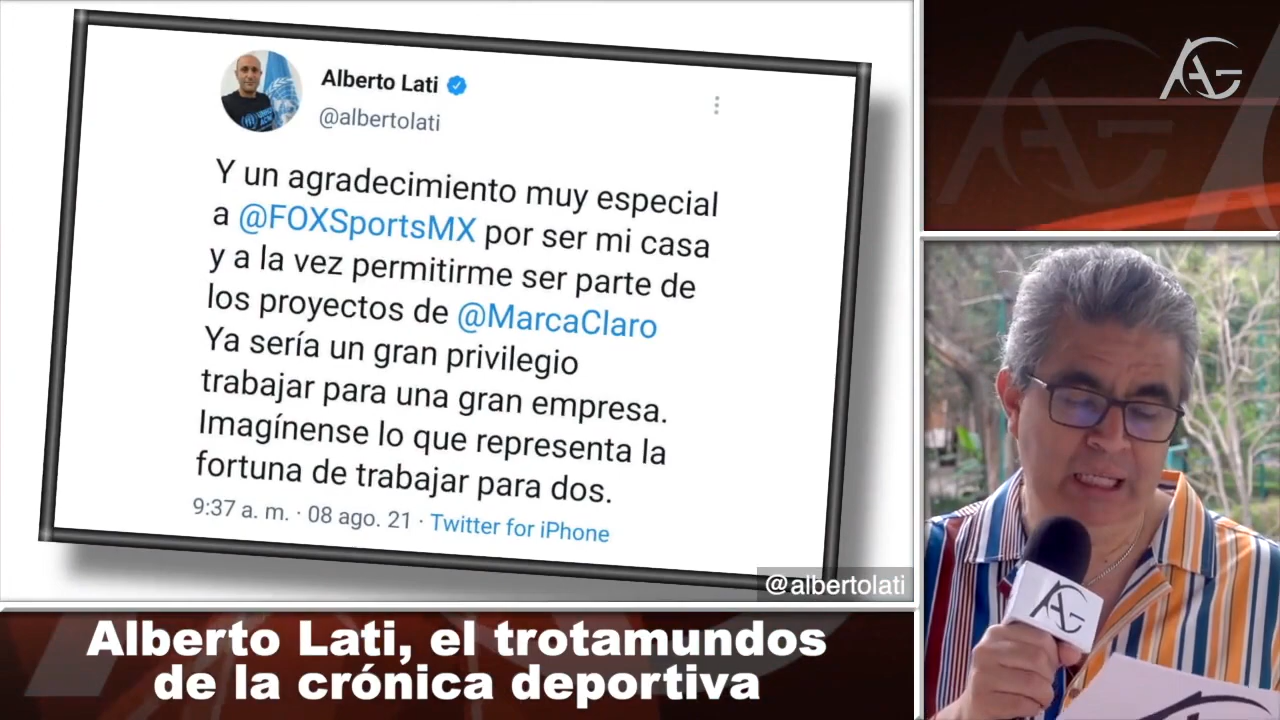 Alberto Lati
@albertolati
Y un agradecimiento muy especial
a @FOXSportsMX por ser mi casa
y a la vez permitirme ser parte de
los proyectos de @MarcaClaro
Ya sería un gran privilegio
trabajar para una gran empresa.
Imagínense lo que representa la
fortuna de trabajar para dos.
9:37 a. m. · 08 ago. 21 · Twitter for iPhone
@albertolati
Alberto Lati, el trotamundos
de la crónica deportiva
AG
AG
AG